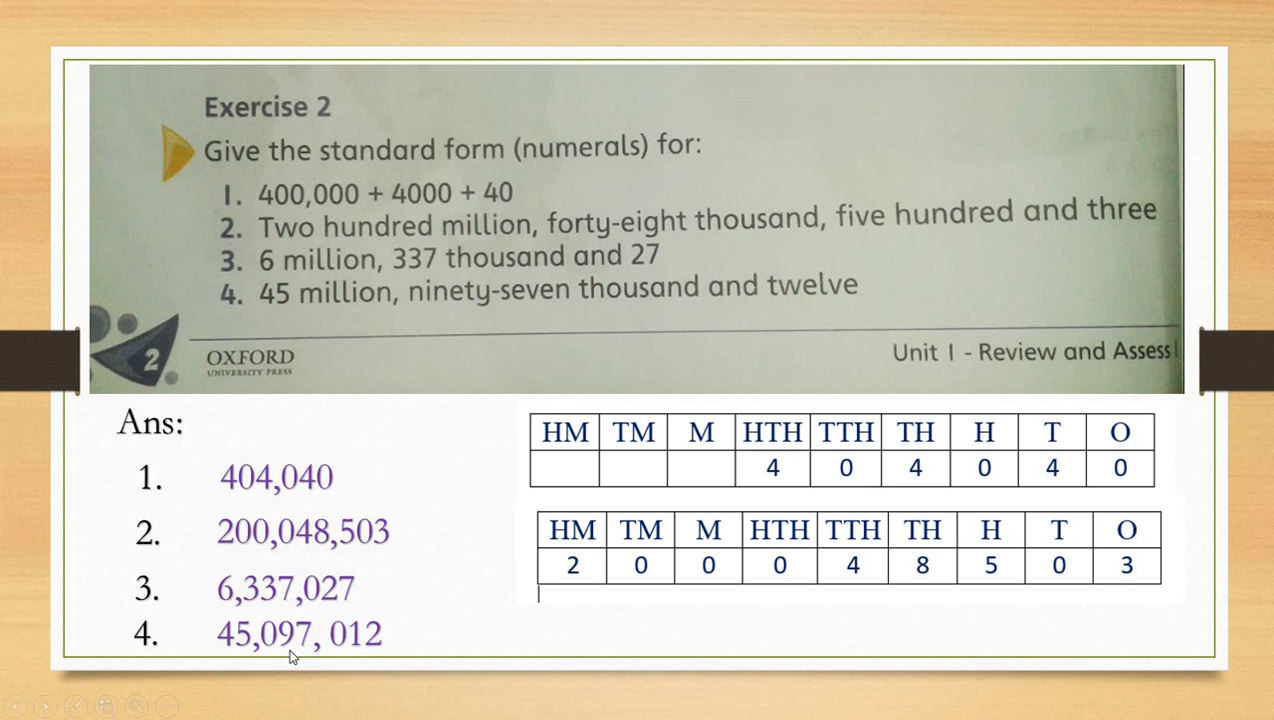 Exercise 2
Give the standard form (numerals) for:
1. 400,000 + 4000 + 40
2. Two hundred million, forty-eight thousand, five hundred and three
3. 6 million, 337 thousand and 27
4. 45 million, ninety-seven thousand and twelve
2
OXFORD
UNIVERSITY PRESS
Unit 1 - Review and Assess
Ans:
1. 404,040
2. 200,048,503
3. 6,337,027
4. 45,097, 012
HM TM M HTH TTH TH H T O
4 0 4 0 4 0
HM TM M HTH TTH TH H T O
2 0 0 0 4 8 5 0 3